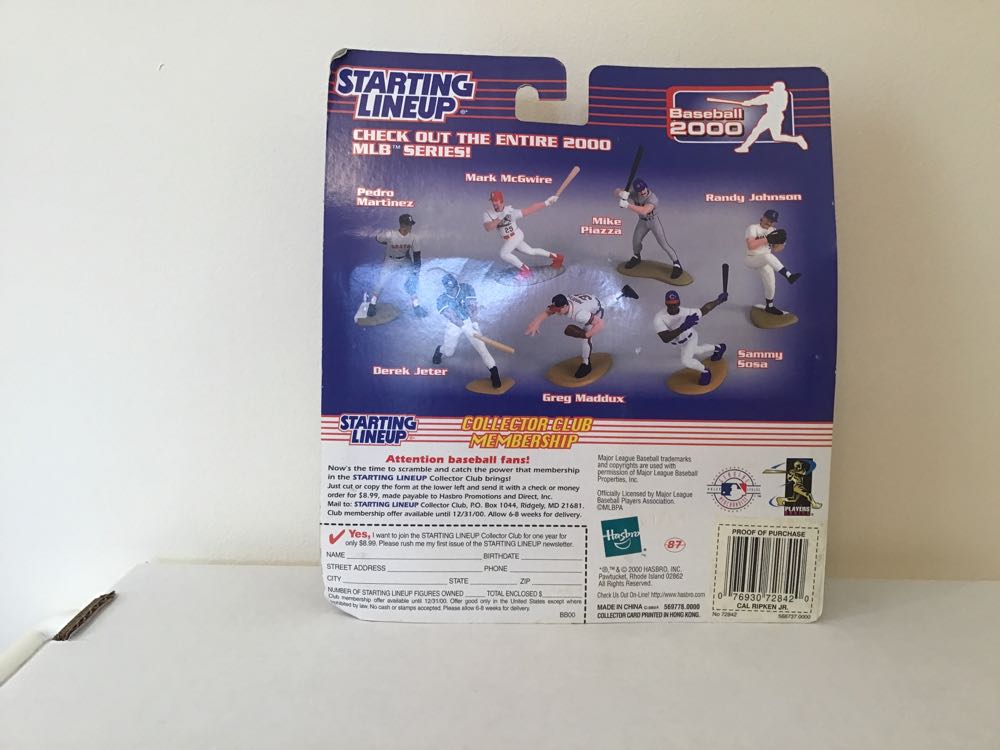 STARTING
LINEUP®
Baseball
2000
CHECK OUT THE ENTIRE 2000
MLB™ SERIES!
Pedro
Martinez
Mark McGwire
Mike
Piazza
Randy Johnson
Derek Jeter
Greg Maddux
Sammy
Sosa
STARTING
LINEUP®
COLLECTOR CLUB
MEMBERSHIP
Attention baseball fans!
Now's the time to scramble and catch the power that membership
in the STARTING LINEUP Collector Club brings!
Just cut or copy the form at the lower left and send it with a check or money
order for $8.99, made payable to Hasbro Promotions and Direct, Inc.
Mail to: STARTING LINEUP Collector Club, P.O. Box 1044, Ridgely, MD 21681.
Club membership offer available until 12/31/00. Allow 6-8 weeks for delivery.
Yes, I want to join the STARTING LINEUP Collector Club for one year for
only $8.99. Please rush me my first issue of the STARTING LINEUP newsletter.
NAME BIRTHDATE
STREET ADDRESS PHONE
CITY STATE ZIP
NUMBER OF STARTING LINEUP FIGURES OWNED TOTAL ENCLOSED $
Club membership offer available until 12/31/00. Offer good only in the United States except where
prohibited by law. No cash or stamps accepted. Please allow 6-8 weeks for delivery.
BB00
Major League Baseball trademarks
and copyrights are used with
permission of Major League Baseball
Properties, Inc.
Officially Licensed by Major League
Baseball Players Association.
©MLBPA
PLAYERS
Hasbro
87
*®,™ & © 2000 HASBRO, INC.
Pawtucket, Rhode Island 02862
All Rights Reserved.
Check Us Out On-Line! http://www.hasbro.com
MADE IN CHINA 569778.0000
COLLECTOR CARD PRINTED IN HONG KONG.
PROOF OF PURCHASE
0 76930 72842 0
CAL RIPKEN JR.
No 72842 568737.0000